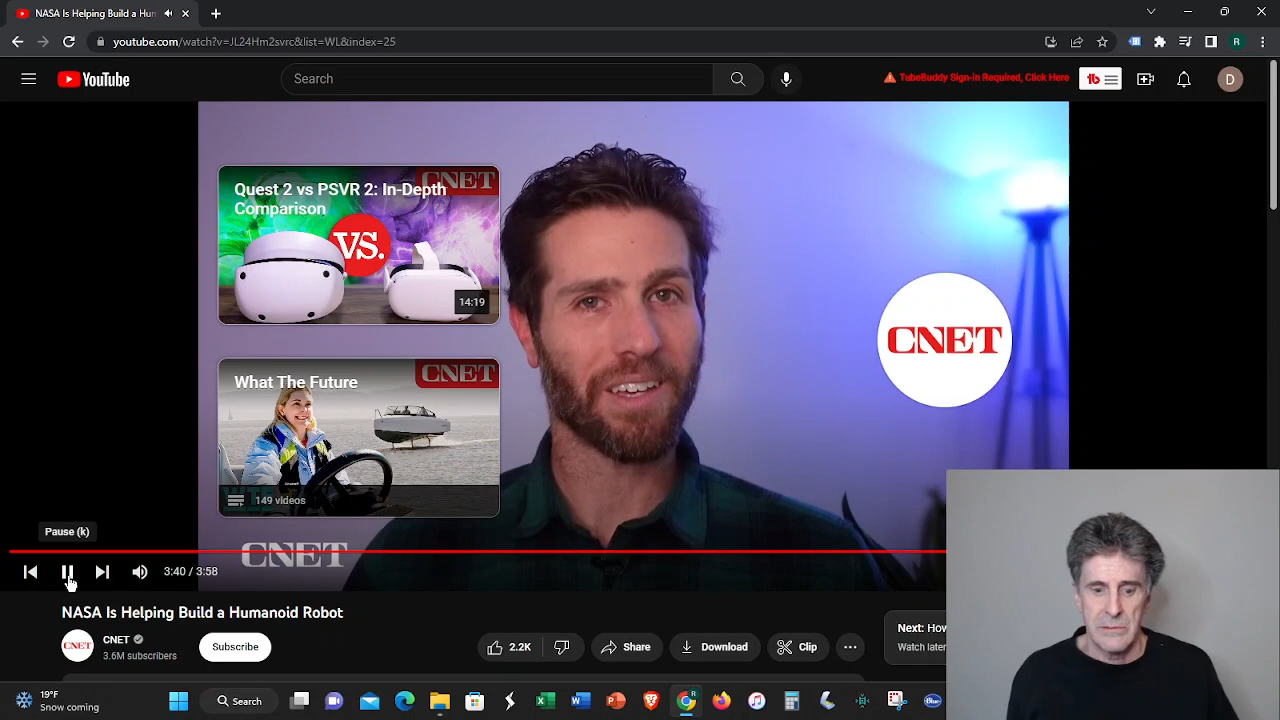 NASA Is Helping Build a Hun
youtube.com/watch?v=JL24Hm2svrc&list=WL&index=25
R
YouTube
Search
TubeBuddy Sign-in Required, Click Here
tb
D
Quest 2 vs PSVR 2: In-Depth
Comparison
CNET
VS.
14:19
CNET
What The Future
CNET
149 videos
Pause (k)
CNET
3:40 / 3:58
NASA Is Helping Build a Humanoid Robot
CNET
CNET
3.6M subscribers
Subscribe
2.2K
Share
Download
Clip
Next: How
Watch later
19°F
Snow coming
Search